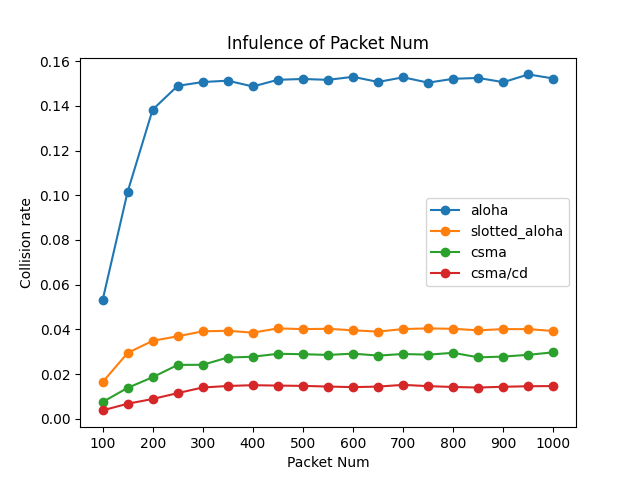 Infulence of Packet Num
0.16
0.14
0.12
0.10
0.08
0.06
0.04
0.02
0.00
Collision rate
aloha
slotted_aloha
csma
csma/cd
100 200 300 400 500 600 700 800 900 1000
Packet Num